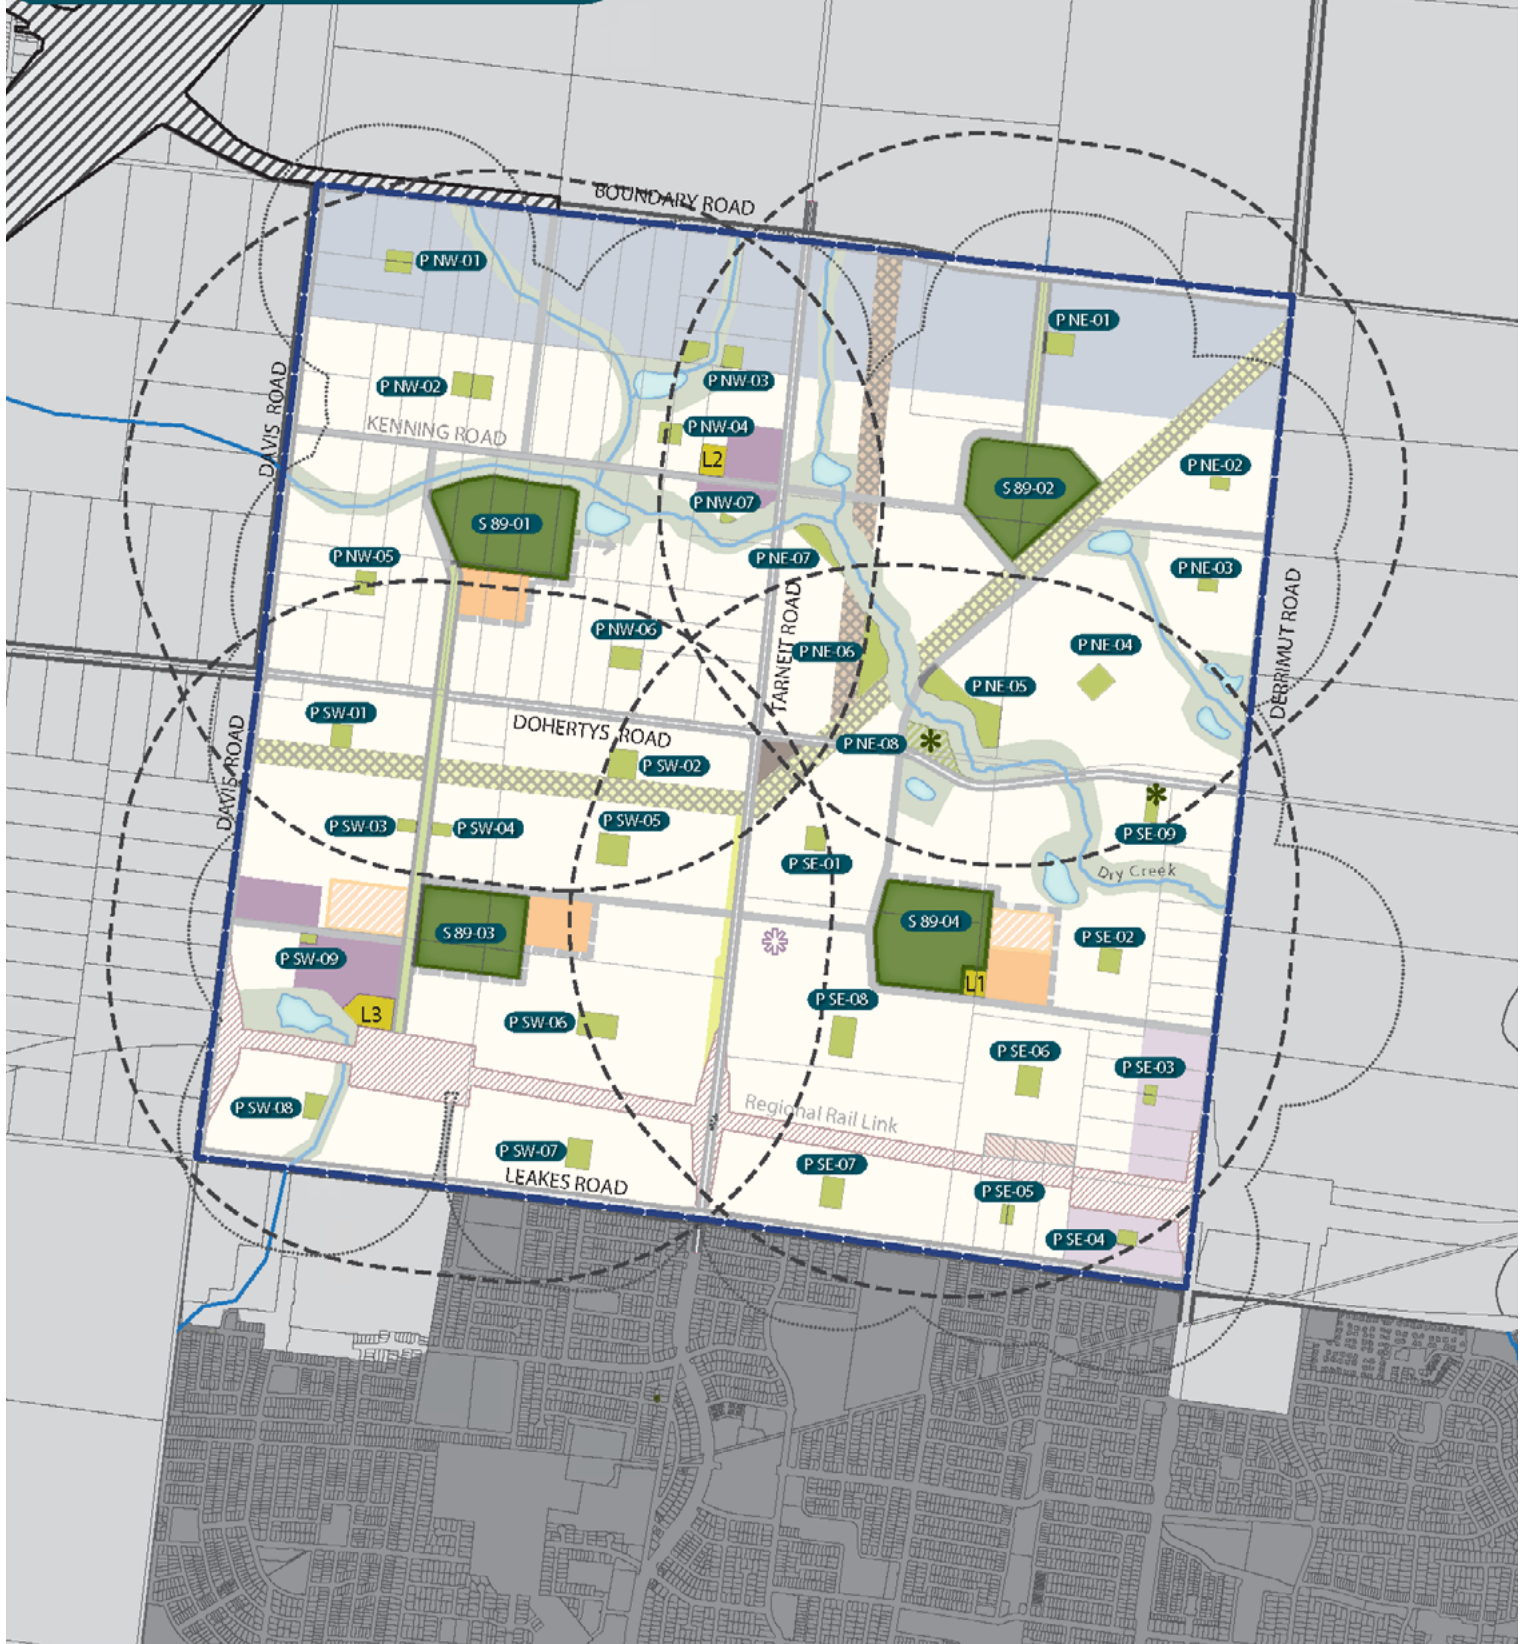 BOUNDARY ROAD
P NW-01
P NE-01
P NW-02
P NW-03
DAVIS ROAD
KENNING ROAD
P NW-04
L2
P NE-02
S 89-02
P NW-07
S 89-01
P NW-05
P NE-07
P NE-03
P NW-06
TARNEIT ROAD
P NE-06
P NE-04
DERRIMUT ROAD
P NE-05
P SW-01
DOHERTYS ROAD
P NE-08
P SW-02
DAVIS ROAD
P SW-03
P SW-04
P SW-05
P SE-09
P SE-01
Dry Creek
S 89-03
S 89-04
P SE-02
P SW-09
L1
P SE-08
L3
P SW-06
P SE-06
P SE-03
P SW-08
Regional Rail Link
P SW-07
P SE-07
LEAKES ROAD
P SE-05
P SE-04